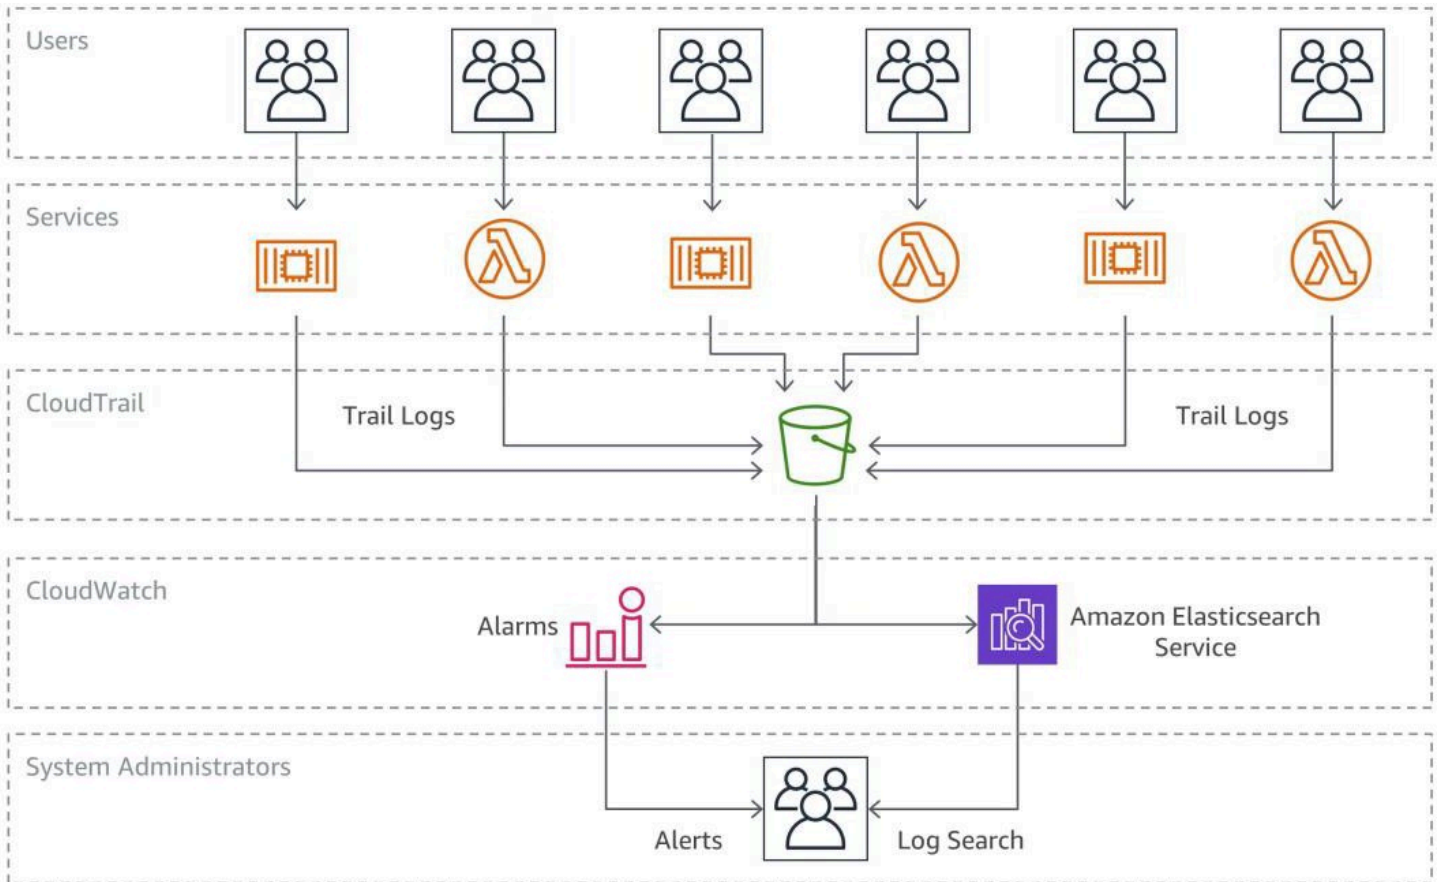 Users
Services
CloudTrail
Trail Logs
Trail Logs
CloudWatch
Alarms
Amazon Elasticsearch
Service
System Administrators
Alerts
Log Search